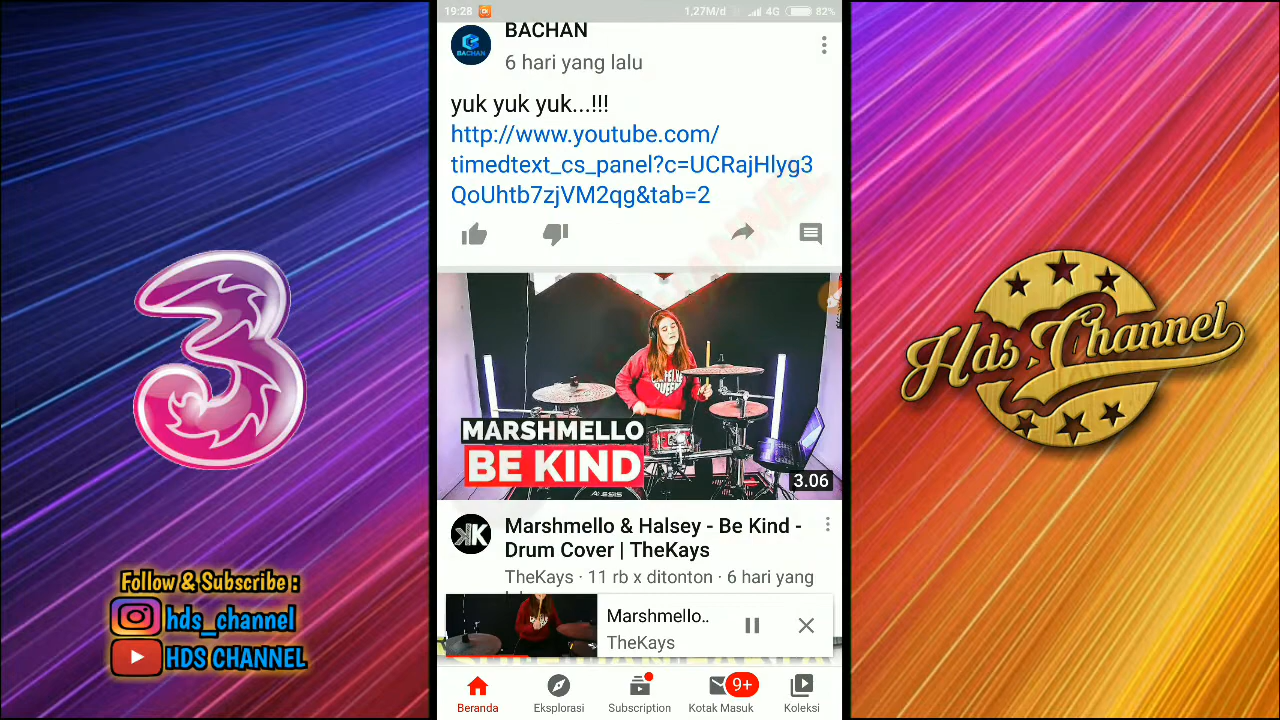 19:28
1,27M/d
4G
82%
BACHAN
BACHAN
6 hari yang lalu
yuk yuk yuk...!!!
http://www.youtube.com/
timedtext_cs_panel?c=UCRajHlyg3
QoUhtb7zjVM2qg&tab=2
MARSHMELLO
BE KIND
ALESIS
3.06
Marshmello & Halsey - Be Kind -
Drum Cover | TheKays
TheKays · 11 rb x ditonton · 6 hari yang
Marshmello..
TheKays
Beranda
Eksplorasi
Subscription
9+
Kotak Masuk
Koleksi
3
Follow & Subscribe :
hds_channel
HDS CHANNEL
Hds Channel